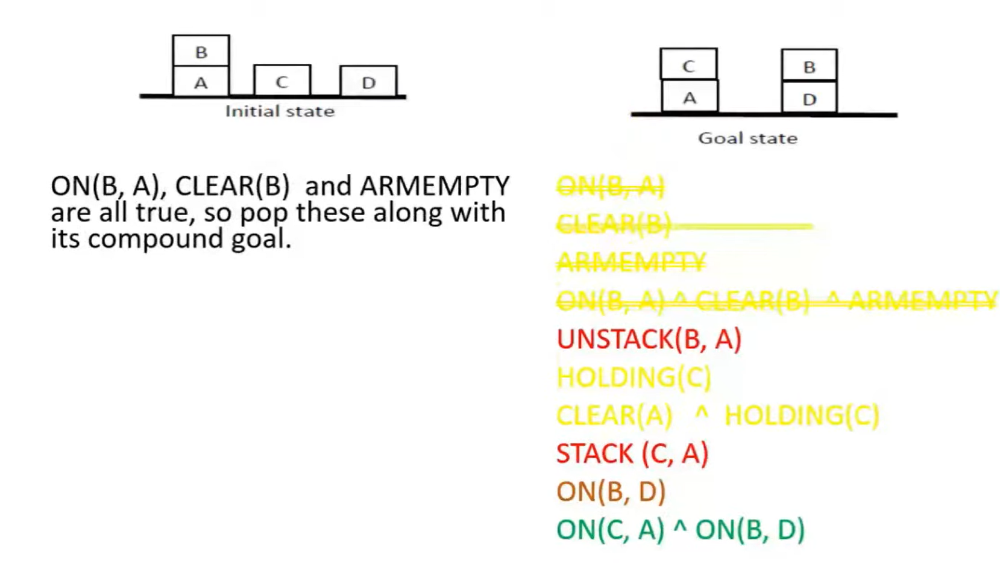 B
A
C
D
Initial state
C
A
B
D
Goal state
ON(B, A), CLEAR(B) and ARMEMPTY
are all true, so pop these along with
its compound goal.
ON(B, A)
CLEAR(B)
ARMEMPTY
ON(B, A) ^ CLEAR(B) ^ ARMEMPTY
UNSTACK(B, A)
HOLDING(C)
CLEAR(A) ^ HOLDING(C)
STACK (C, A)
ON(B, D)
ON(C, A) ^ ON(B, D)